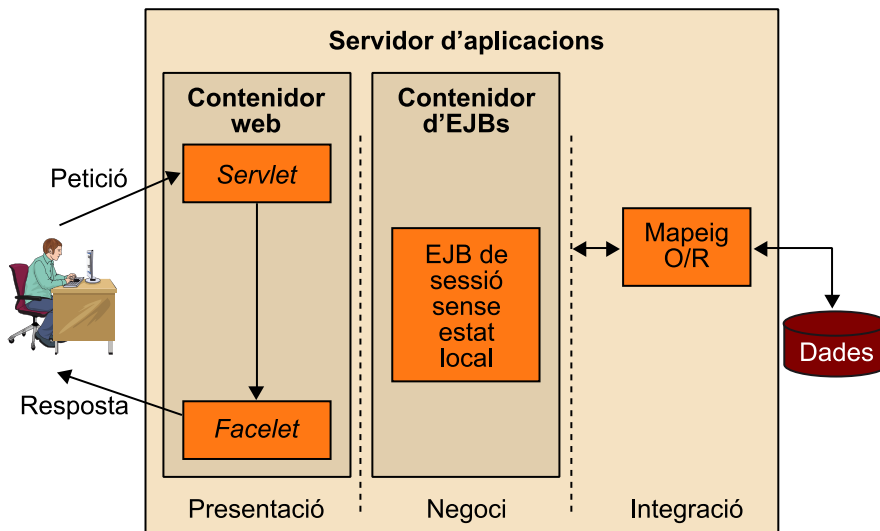 Servidor d’aplicacions
Contenidor
web
Contenidor
d’EJBs
Petició
Servlet
EJB de
sessió
sense
estat
local
Mapeig
O/R
Dades
Resposta
Facelet
Presentació
Negoci
Integració